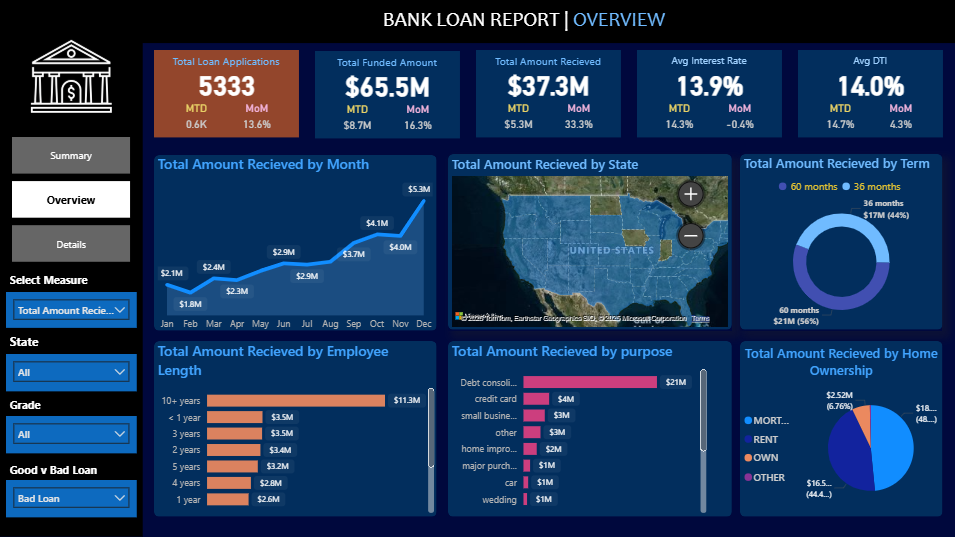 BANK LOAN REPORT | OVERVIEW
Total Loan Applications
5333
MTD MoM
0.6K 13.6%
Total Funded Amount
$65.5M
MTD MoM
$8.7M 16.3%
Total Amount Recieved
$37.3M
MTD MoM
$5.3M 33.3%
Avg Interest Rate
13.9%
MTD MoM
14.3% -0.4%
Avg DTI
14.0%
MTD MoM
14.7% 4.3%
Summary
Overview
Details
Select Measure
Total Amount Recie...
State
All
Grade
All
Good v Bad Loan
Bad Loan
Total Amount Recieved by Month
$2.1M
$1.8M
$2.4M
$2.3M
$2.9M
$2.9M
$3.7M
$4.1M
$4.0M
$5.3M
Jan Feb Mar Apr May Jun Jul Aug Sep Oct Nov Dec
Total Amount Recieved by State
UNITED STATES
Earthstar Geographics SIO, © 2025 Microsoft Corporation Terms
Total Amount Recieved by Term
60 months 36 months
36 months
$17M (44%)
60 months
$21M (56%)
Total Amount Recieved by Employee
Length
10+ years $11.3M
< 1 year $3.5M
3 years $3.5M
2 years $3.4M
5 years $3.2M
4 years $2.8M
1 year $2.6M
Total Amount Recieved by purpose
Debt consoli... $21M
credit card $4M
small busine... $3M
other $3M
home impro... $2M
major purch... $1M
car $1M
wedding $1M
Total Amount Recieved by Home
Ownership
MORT...
RENT
OWN
OTHER
$2.52M
(6.76%)
$18...
(48...)
$16.5...
(44.4...)